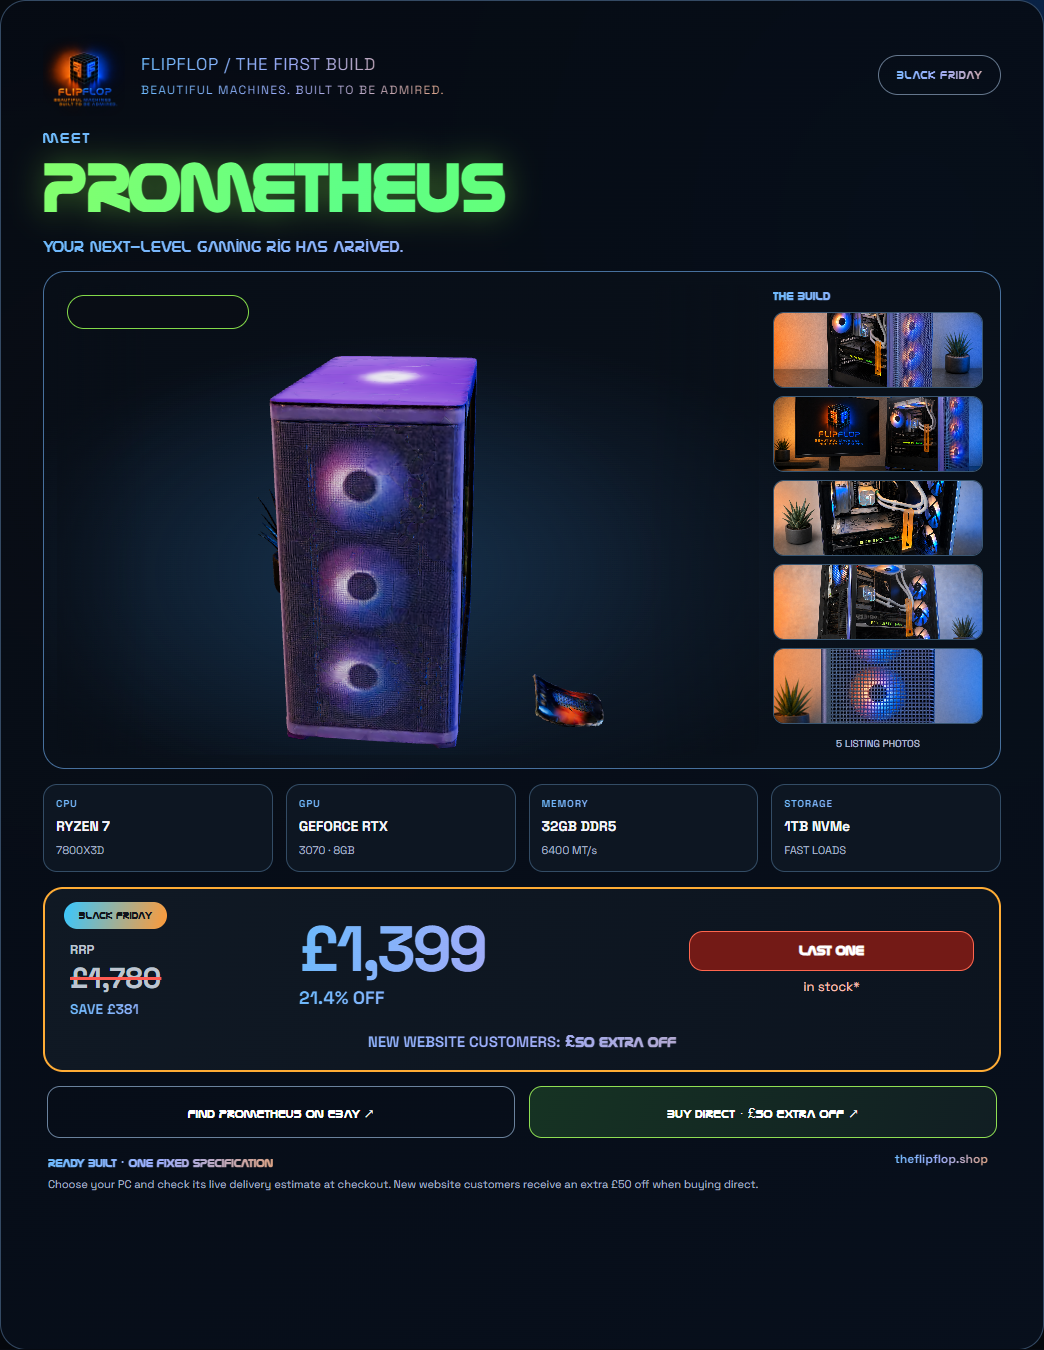 FLIPFLOP / THE FIRST BUILD
BEAUTIFUL MACHINES. BUILT TO BE ADMIRED.
FLIPFLOP
BLACK FRIDAY
MEET
PROMETHEUS
YOUR NEXT-LEVEL GAMING RIG HAS ARRIVED.
THE BUILD
FLIPFLOP
5 LISTING PHOTOS
CPU
RYZEN 7
7800X3D
GPU
GEFORCE RTX
3070 · 8GB
MEMORY
32GB DDR5
6400 MT/s
STORAGE
1TB NVMe
FAST LOADS
BLACK FRIDAY
RRP
£1,780
SAVE £381
£1,399
21.4% OFF
LAST ONE
in stock*
NEW WEBSITE CUSTOMERS: £50 EXTRA OFF
FIND PROMETHEUS ON EBAY ↗
BUY DIRECT · £50 EXTRA OFF ↗
READY BUILT · ONE FIXED SPECIFICATION
theflipflop.shop
Choose your PC and check its live delivery estimate at checkout. New website customers receive an extra £50 off when buying direct.